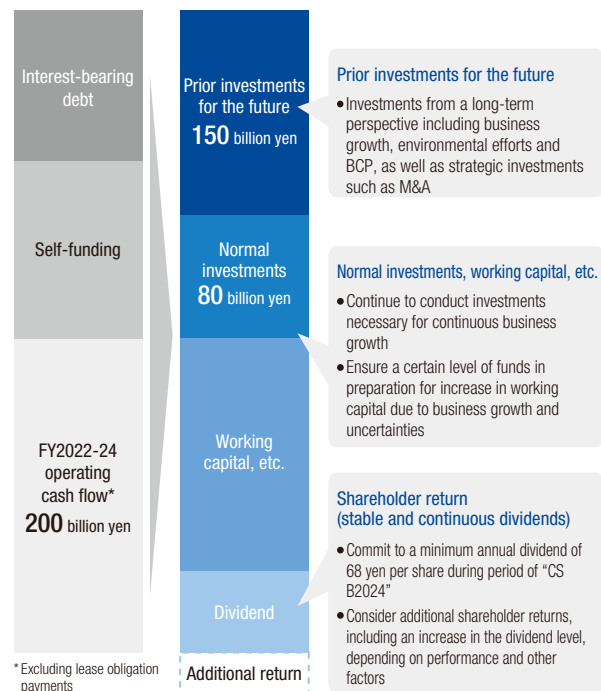 Interest-bearing
debt
Self-funding
FY2022-24
operating
cash flow*
200 billion yen
* Excluding lease obligation
payments
Prior investments
for the future
150 billion yen
Normal
investments
80 billion yen
Working
capital, etc.
Dividend
Additional return
Prior investments for the future
● Investments from a long-term
perspective including business
growth, environmental efforts and
BCP, as well as strategic investments
such as M&A
Normal investments, working capital, etc.
● Continue to conduct investments
necessary for continuous business
growth
● Ensure a certain level of funds in
preparation for increase in working
capital due to business growth and
uncertainties
Shareholder return
(stable and continuous dividends)
● Commit to a minimum annual dividend of
68 yen per share during period of “CS
B2024”
● Consider additional shareholder returns,
including an increase in the dividend level,
depending on performance and other
factors